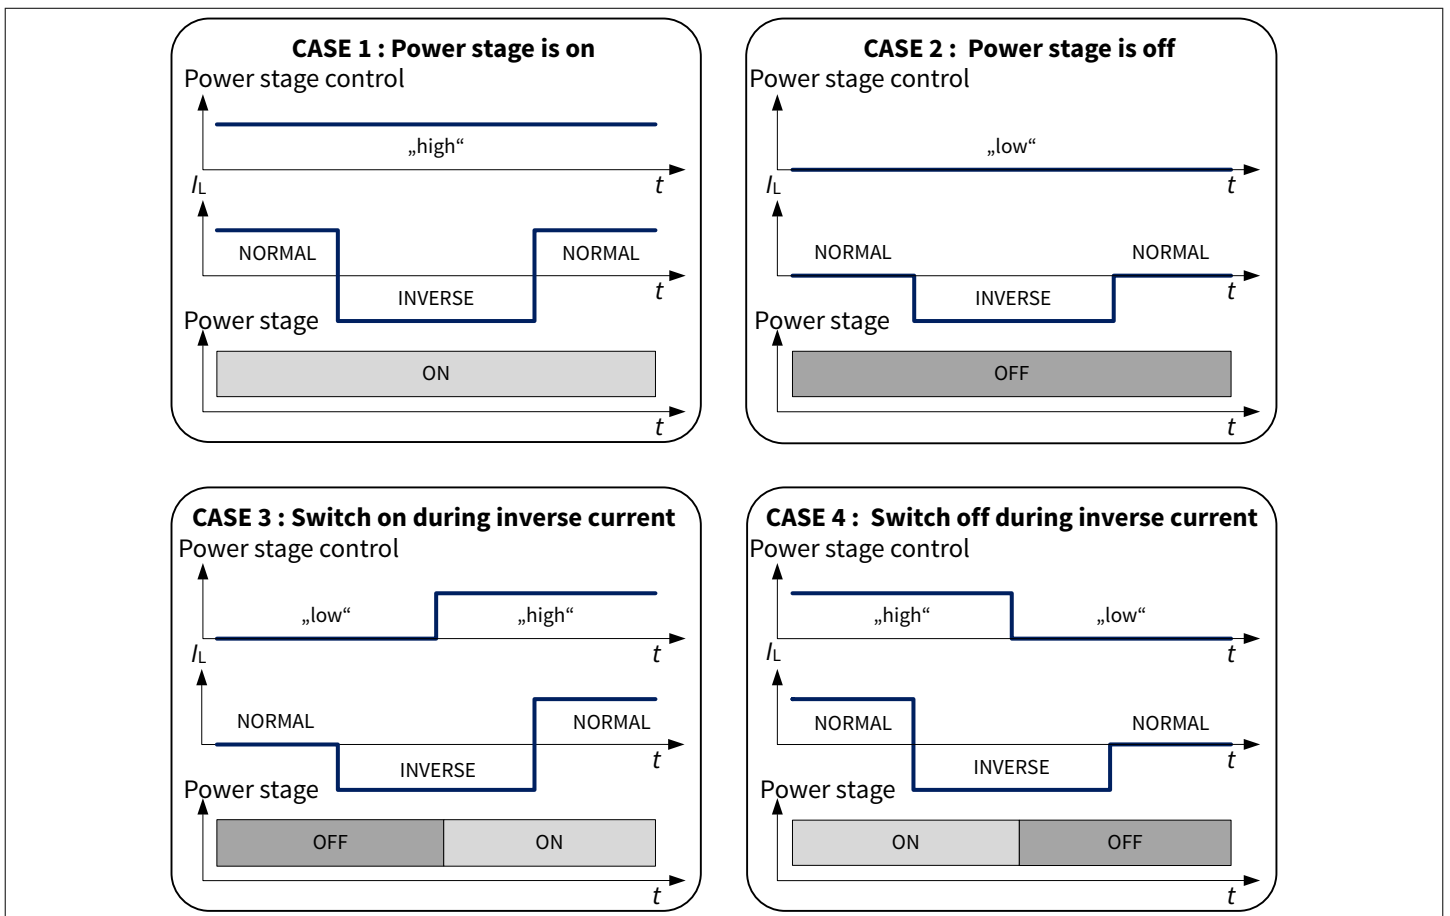 CASE 1 : Power stage is on
Power stage control
„high“
t
IL
NORMAL
NORMAL
INVERSE
t
Power stage
ON
t
CASE 2 :  Power stage is off
Power stage control
„low“
t
IL
NORMAL
NORMAL
INVERSE
t
Power stage
OFF
t
CASE 3 : Switch on during inverse current
Power stage control
„low“
„high“
t
IL
NORMAL
NORMAL
INVERSE
t
Power stage
OFF
ON
t
CASE 4 :  Switch off during inverse current
Power stage control
„high“
„low“
t
IL
NORMAL
NORMAL
INVERSE
t
Power stage
ON
OFF
t